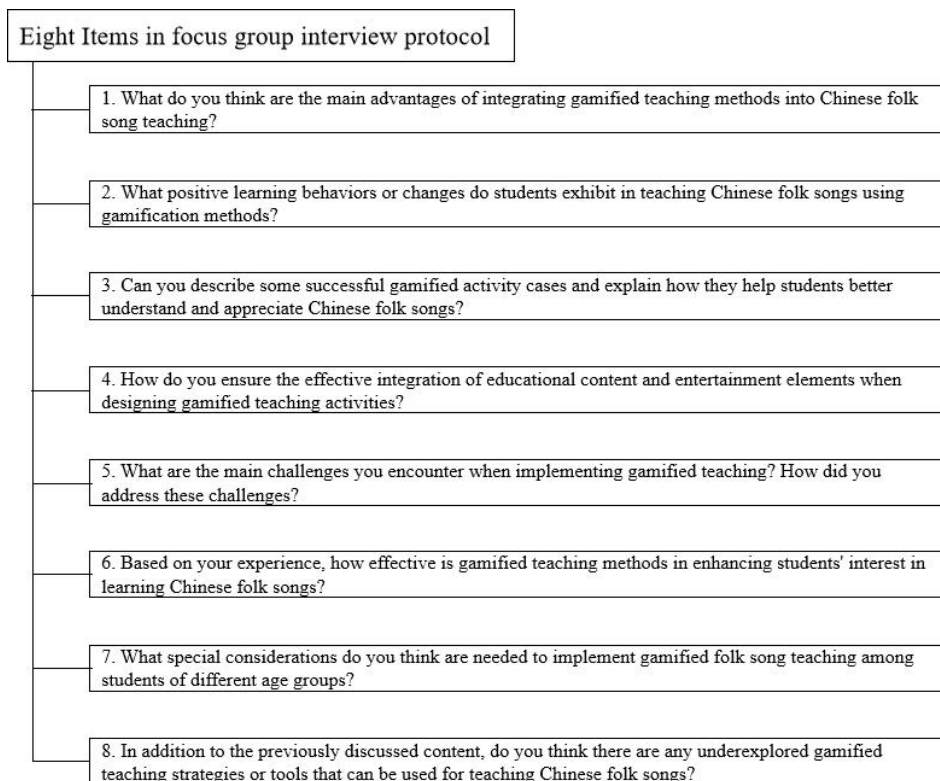 Eight Items in focus group interview protocol
1. What do you think are the main advantages of integrating gamified teaching methods into Chinese folk
song teaching?
2. What positive learning behaviors or changes do students exhibit in teaching Chinese folk songs using
gamification methods?
3. Can you describe some successful gamified activity cases and explain how they help students better
understand and appreciate Chinese folk songs?
4. How do you ensure the effective integration of educational content and entertainment elements when
designing gamified teaching activities?
5. What are the main challenges you encounter when implementing gamified teaching? How did you
address these challenges?
6. Based on your experience, how effective is gamified teaching methods in enhancing students' interest in
learning Chinese folk songs?
7. What special considerations do you think are needed to implement gamified folk song teaching among
students of different age groups?
8. In addition to the previously discussed content, do you think there are any underexplored gamified
teaching strategies or tools that can be used for teaching Chinese folk songs?